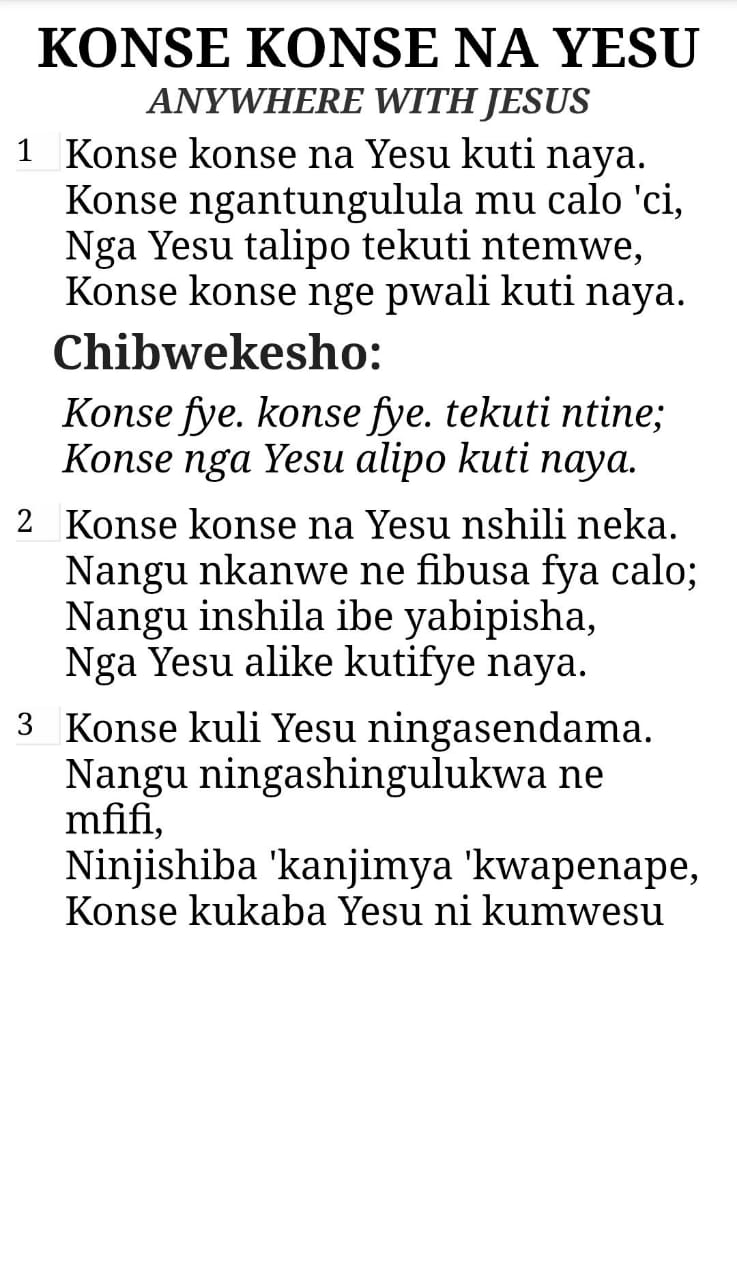 KONSE KONSE NA YESU
ANYWHERE WITH JESUS
1 Konse konse na Yesu kuti naya.
Konse ngantungulula mu calo 'ci,
Nga Yesu talipo tekuti ntemwe,
Konse konse nge pwali kuti naya.
Chibwekesho:
Konse fye. konse fye. tekuti ntine;
Konse nga Yesu alipo kuti naya.
2 Konse konse na Yesu nshili neka.
Nangu nkanwe ne fibusa fya calo;
Nangu inshila ibe yabipisha,
Nga Yesu alike kutifye naya.
3 Konse kuli Yesu ningasendama.
Nangu ningashingulukwa ne
mfifi,
Ninjishiba 'kanjimya 'kwapenape,
Konse kukaba Yesu ni kumwesu